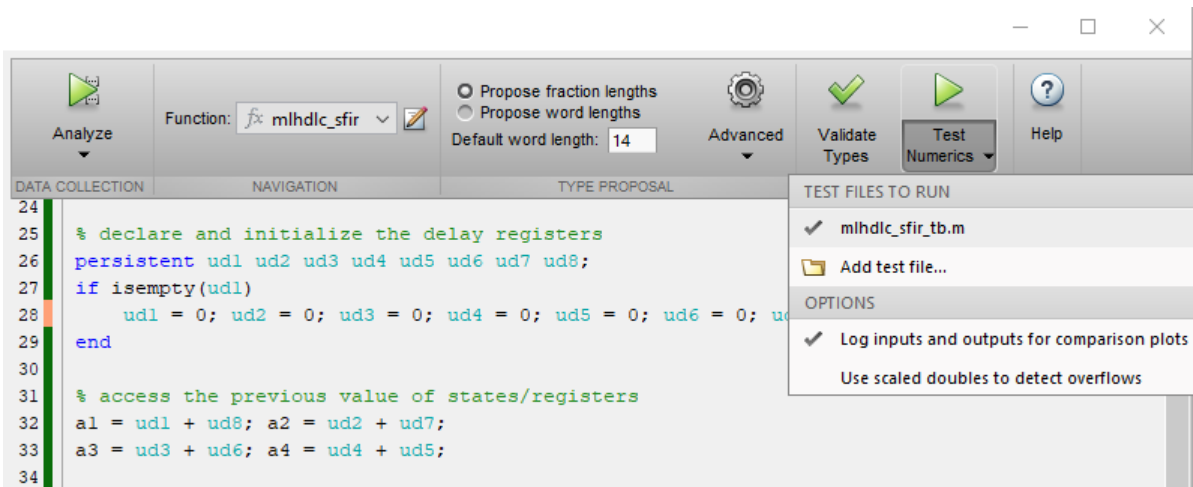 Analyze
Function: fx mlhdlc_sfir
Propose fraction lengths
Propose word lengths
Default word length: 14
Advanced
Validate
Types
Test
Numerics
?
Help
DATA COLLECTION
NAVIGATION
TYPE PROPOSAL
TEST FILES TO RUN
mlhdlc_sfir_tb.m
Add test file...
OPTIONS
Log inputs and outputs for comparison plots
Use scaled doubles to detect overflows
24
25 % declare and initialize the delay registers
26 persistent ud1 ud2 ud3 ud4 ud5 ud6 ud7 ud8;
27 if isempty(ud1)
28 ud1 = 0; ud2 = 0; ud3 = 0; ud4 = 0; ud5 = 0; ud6 = 0;
29 end
30
31 % access the previous value of states/registers
32 a1 = ud1 + ud8; a2 = ud2 + ud7;
33 a3 = ud3 + ud6; a4 = ud4 + ud5;
34